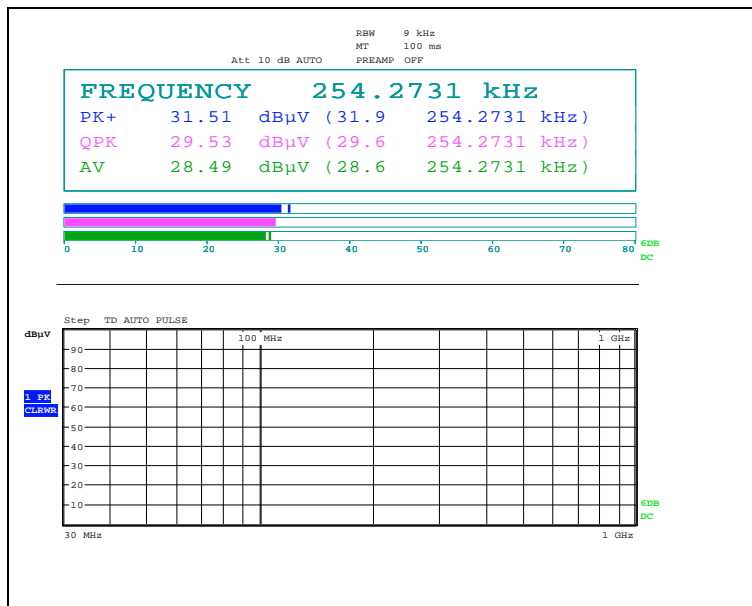 RBW 9 kHz
MT 100 ms
Att 10 dB AUTO PREAMP OFF
FREQUENCY 254.2731 kHz
PK+ 31.51 dBµV (31.9 254.2731 kHz)
QPK 29.53 dBµV (29.6 254.2731 kHz)
AV 28.49 dBµV (28.6 254.2731 kHz)
0 10 20 30 40 50 60 70 80
6DB
DC
Step TD AUTO PULSE
dBµV
100 MHz 1 GHz
90
80
70
1 PK
CLRWR
60
50
40
30
20
10
6DB
DC
30 MHz 1 GHz